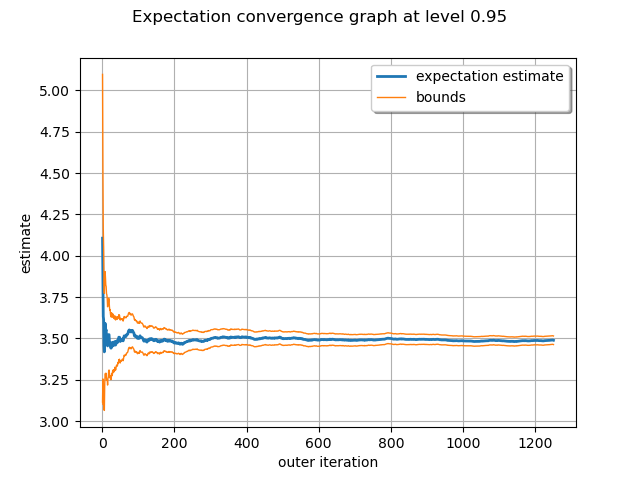 Expectation convergence graph at level 0.95
expectation estimate
bounds
5.00
4.75
4.50
4.25
4.00
3.75
3.50
3.25
3.00
estimate
0 200 400 600 800 1000 1200
outer iteration